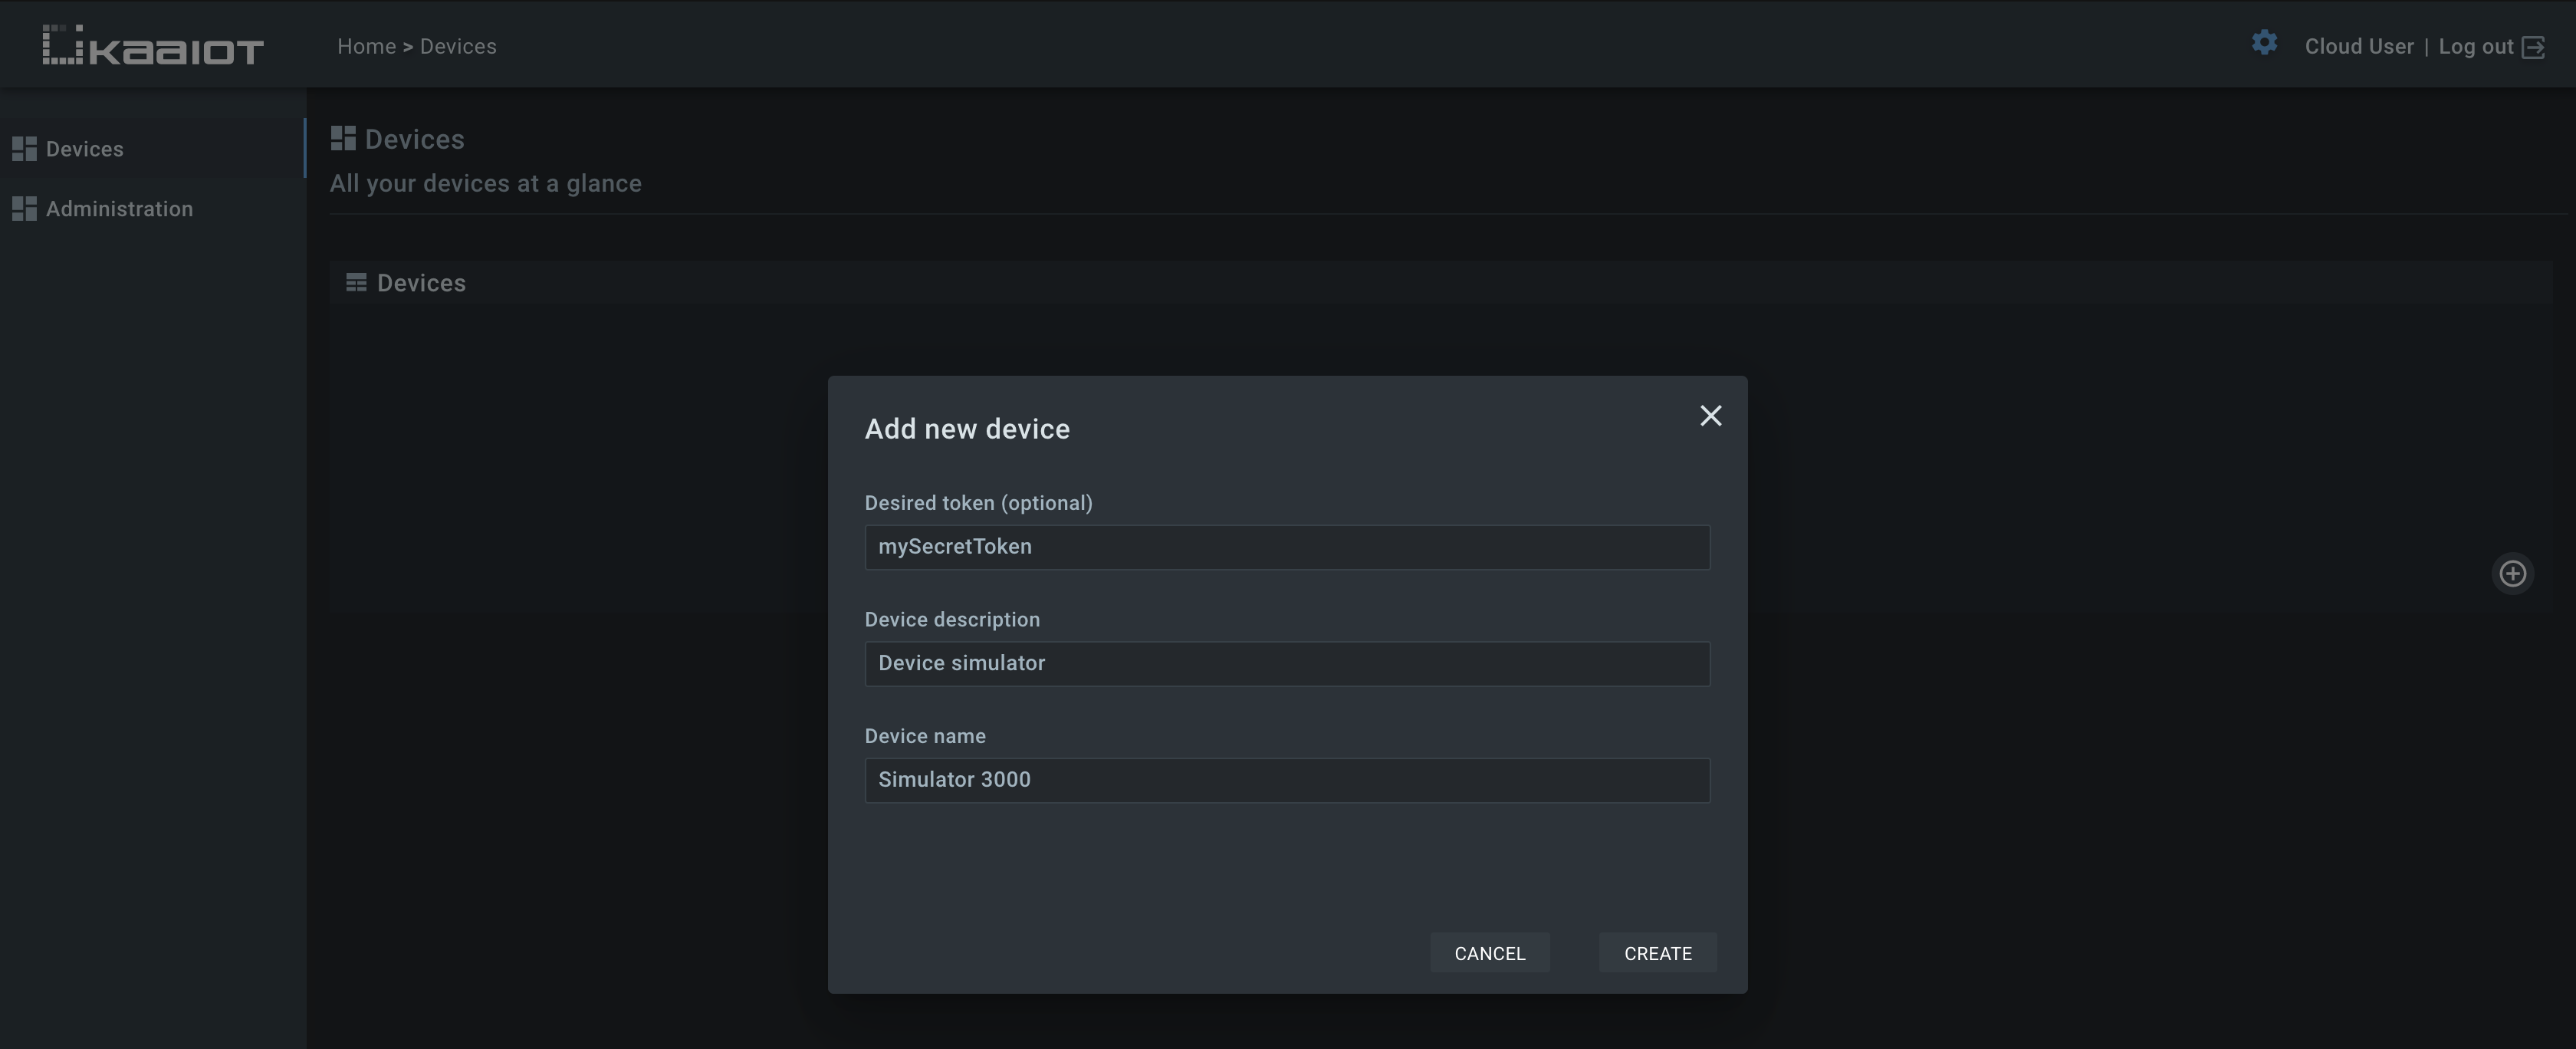 kaaIOT
Home > Devices
Cloud User | Log out
Devices
Administration
Devices
All your devices at a glance
Devices
Add new device
Desired token (optional)
mySecretToken
Device description
Device simulator
Device name
Simulator 3000
CANCEL
CREATE